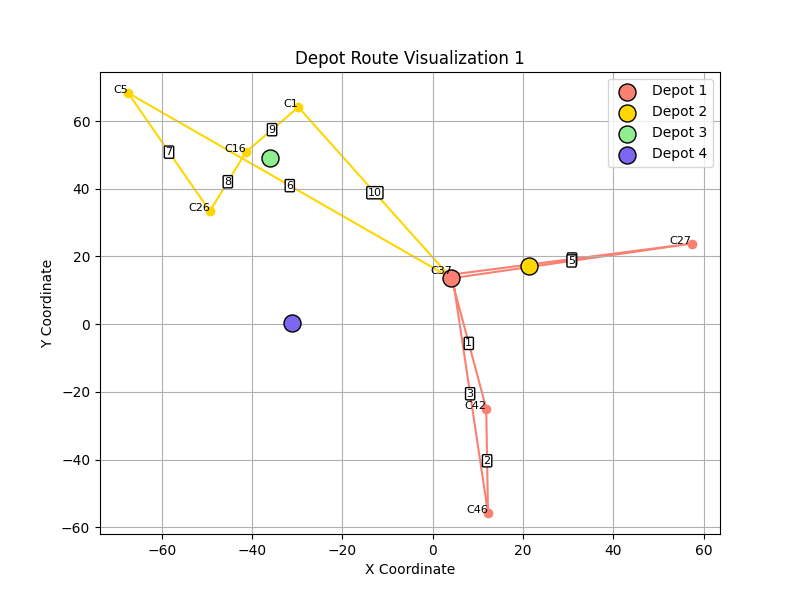 Depot Route Visualization 1
Depot 1
Depot 2
Depot 3
Depot 4
C5
C1
9
C16
7
8
6
10
C26
C27
C37
5
1
3
C42
2
C46
60
40
20
0
−20
−40
−60
−60
−40
−20
0
20
40
60
X Coordinate
Y Coordinate